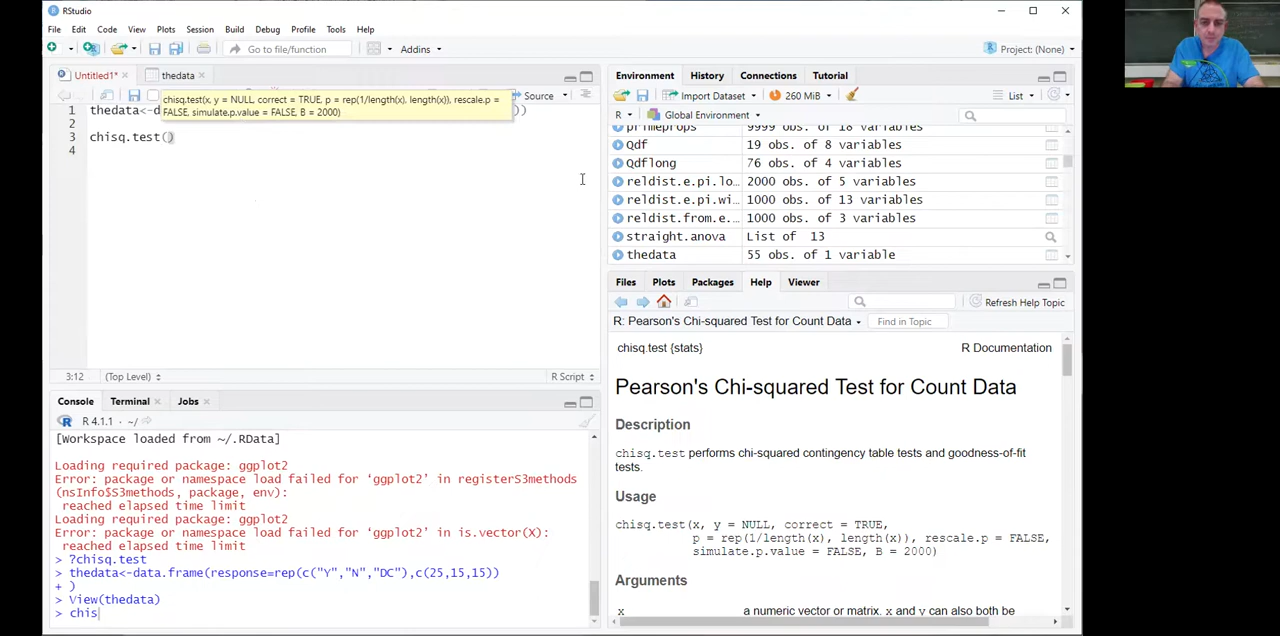 RStudio
File Edit Code View Plots Session Build Debug Profile Tools Help
Go to file/function Addins Project: (None)
Untitled1* thedata
Source
chisq.test(x, y = NULL, correct = TRUE, p = rep(1/length(x), length(x)), rescale.p =
FALSE, simulate.p.value = FALSE, B = 2000)
1 thedata<-d ))
2
3 chisq.test()
4
3:12 (Top Level) R Script
Console Terminal Jobs
R 4.1.1 · ~/
[Workspace loaded from ~/.RData]
Loading required package: ggplot2
Error: package or namespace load failed for ‘ggplot2’ in registerS3methods
(nsInfo$S3methods, package, env):
reached elapsed time limit
Loading required package: ggplot2
Error: package or namespace load failed for ‘ggplot2’ in is.vector(X):
reached elapsed time limit
> ?chisq.test
> thedata<-data.frame(response=rep(c("Y","N","DC"),c(25,15,15))
+ )
> View(thedata)
> chis
Environment History Connections Tutorial
Import Dataset 260 MiB List
R Global Environment
primeprops 9999 obs. of 18 variables
Qdf 19 obs. of 8 variables
Qdflong 76 obs. of 4 variables
reldist.e.pi.lo… 2000 obs. of 5 variables
reldist.e.pi.wi… 1000 obs. of 13 variables
reldist.from.e.… 1000 obs. of 3 variables
straight.anova List of 13
thedata 55 obs. of 1 variable
Files Plots Packages Help Viewer
Refresh Help Topic
R: Pearson's Chi-squared Test for Count Data Find in Topic
chisq.test {stats} R Documentation
Pearson's Chi-squared Test for Count Data
Description
chisq.test performs chi-squared contingency table tests and goodness-of-fit
tests.
Usage
chisq.test(x, y = NULL, correct = TRUE,
p = rep(1/length(x), length(x)), rescale.p = FALSE,
simulate.p.value = FALSE, B = 2000)
Arguments
x a numeric vector or matrix. x and y can also both be